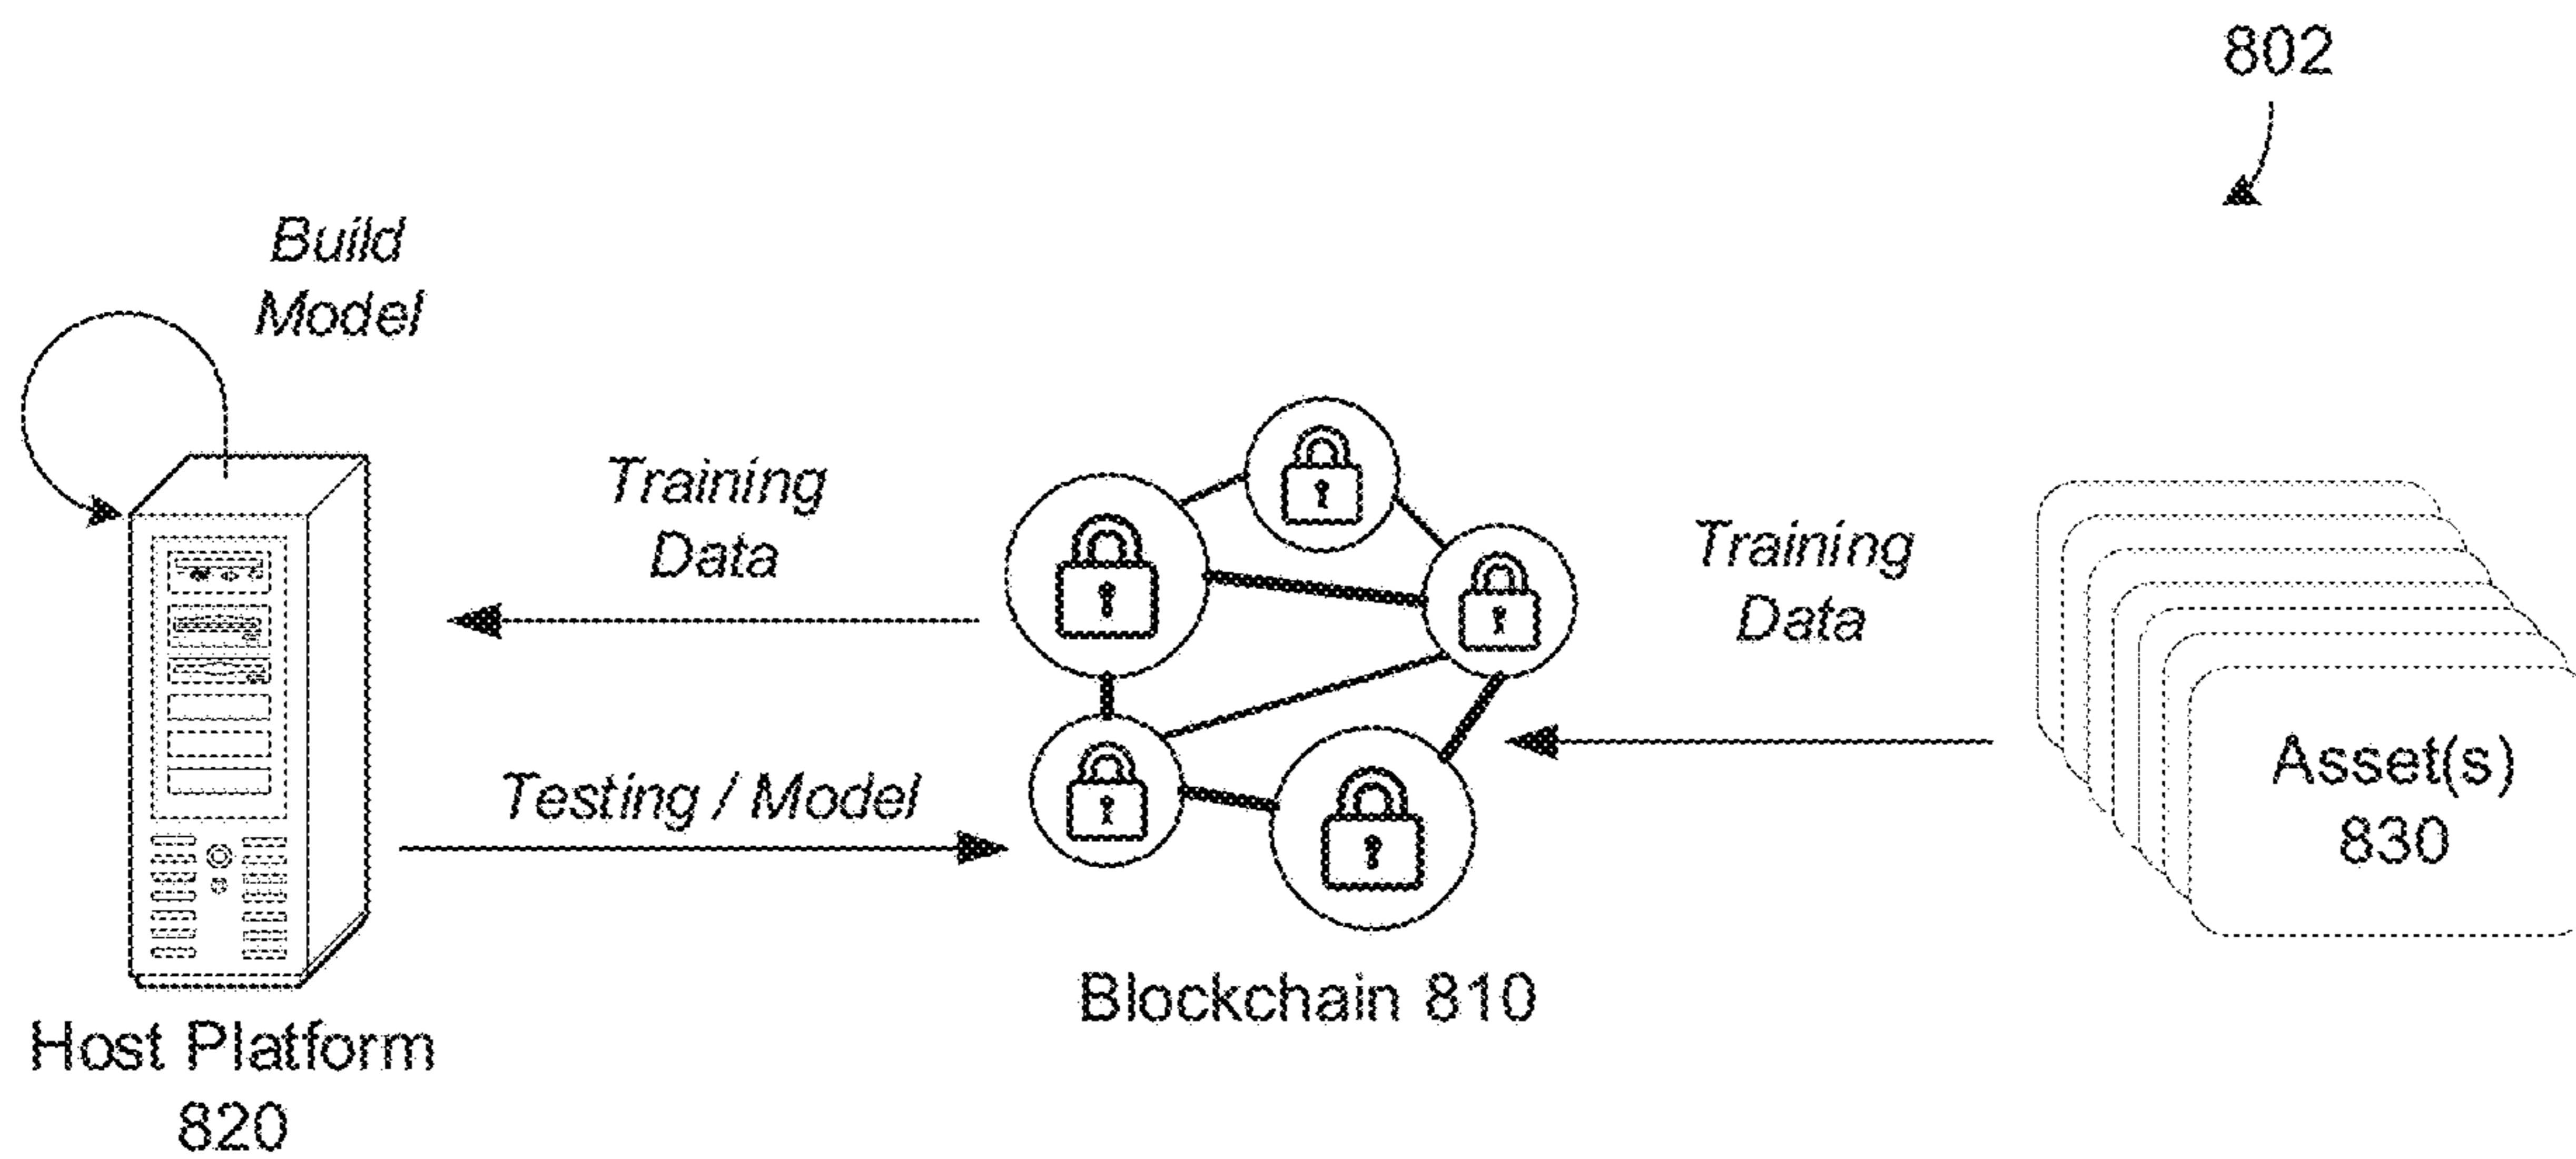 802
Build
Model
Training
Data
Training
Data
Testing / Model
Asset(s)
830
Blockchain 810
Host Platform
820